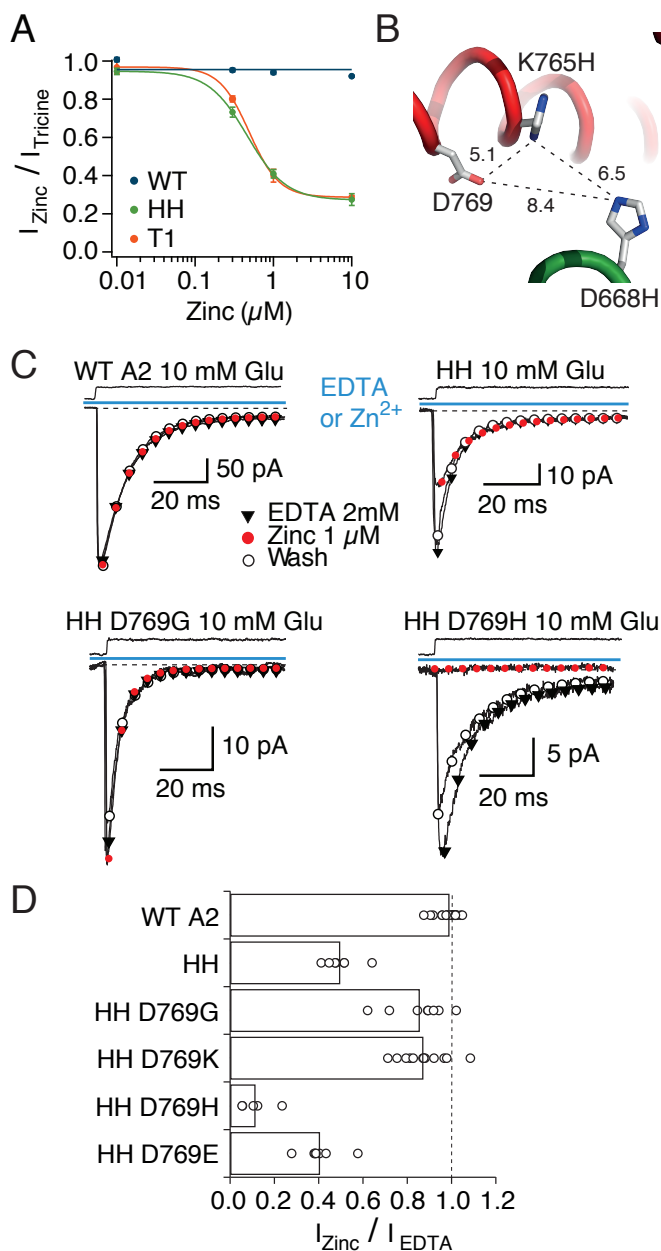 A
I Zinc / I Tricine
1.0
0.8
0.6
0.4
0.2
0.0
WT
HH
T1
0.01
0.1
1
10
Zinc (µM)
B
K765H
5.1
6.5
D769
8.4
D668H
C
WT A2 10 mM Glu
EDTA
or Zn2+
HH 10 mM Glu
50 pA
20 ms
10 pA
20 ms
EDTA 2mM
Zinc 1 µM
Wash
HH D769G 10 mM Glu
HH D769H 10 mM Glu
10 pA
20 ms
5 pA
20 ms
D
WT A2
HH
HH D769G
HH D769K
HH D769H
HH D769E
0.0 0.2 0.4 0.6 0.8 1.0 1.2
I Zinc / I EDTA